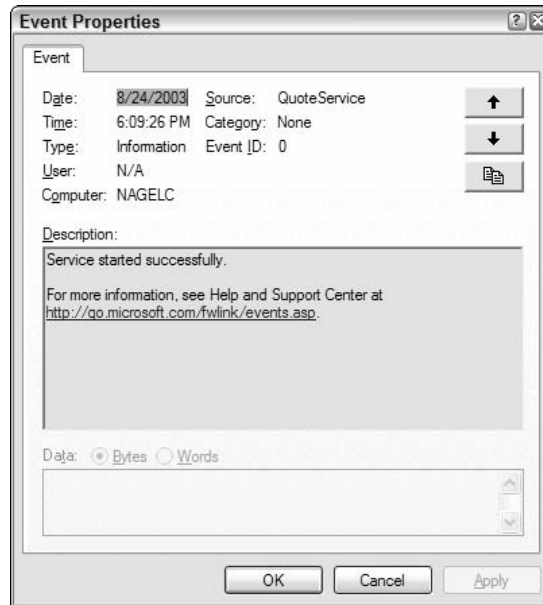 Event Properties
Event
Date: 8/24/2003 Source: QuoteService
Time: 6:09:26 PM Category: None
Type: Information Event ID: 0
User: N/A
Computer: NAGELC
Description:
Service started successfully.
For more information, see Help and Support Center at
http://go.microsoft.com/fwlink/events.asp.
Data: Bytes Words
OK Cancel Apply